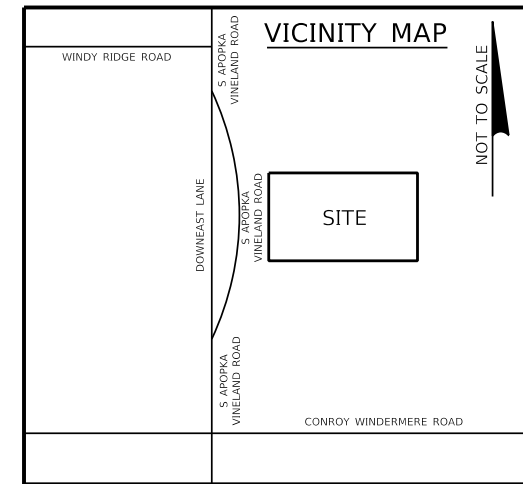 VICINITY MAP
WINDY RIDGE ROAD
S APOPKA
VINELAND ROAD
NOT TO SCALE
DOWNEAST LANE
S APOPKA
VINELAND ROAD
SITE
S APOPKA
VINELAND ROAD
CONROY WINDERMERE ROAD